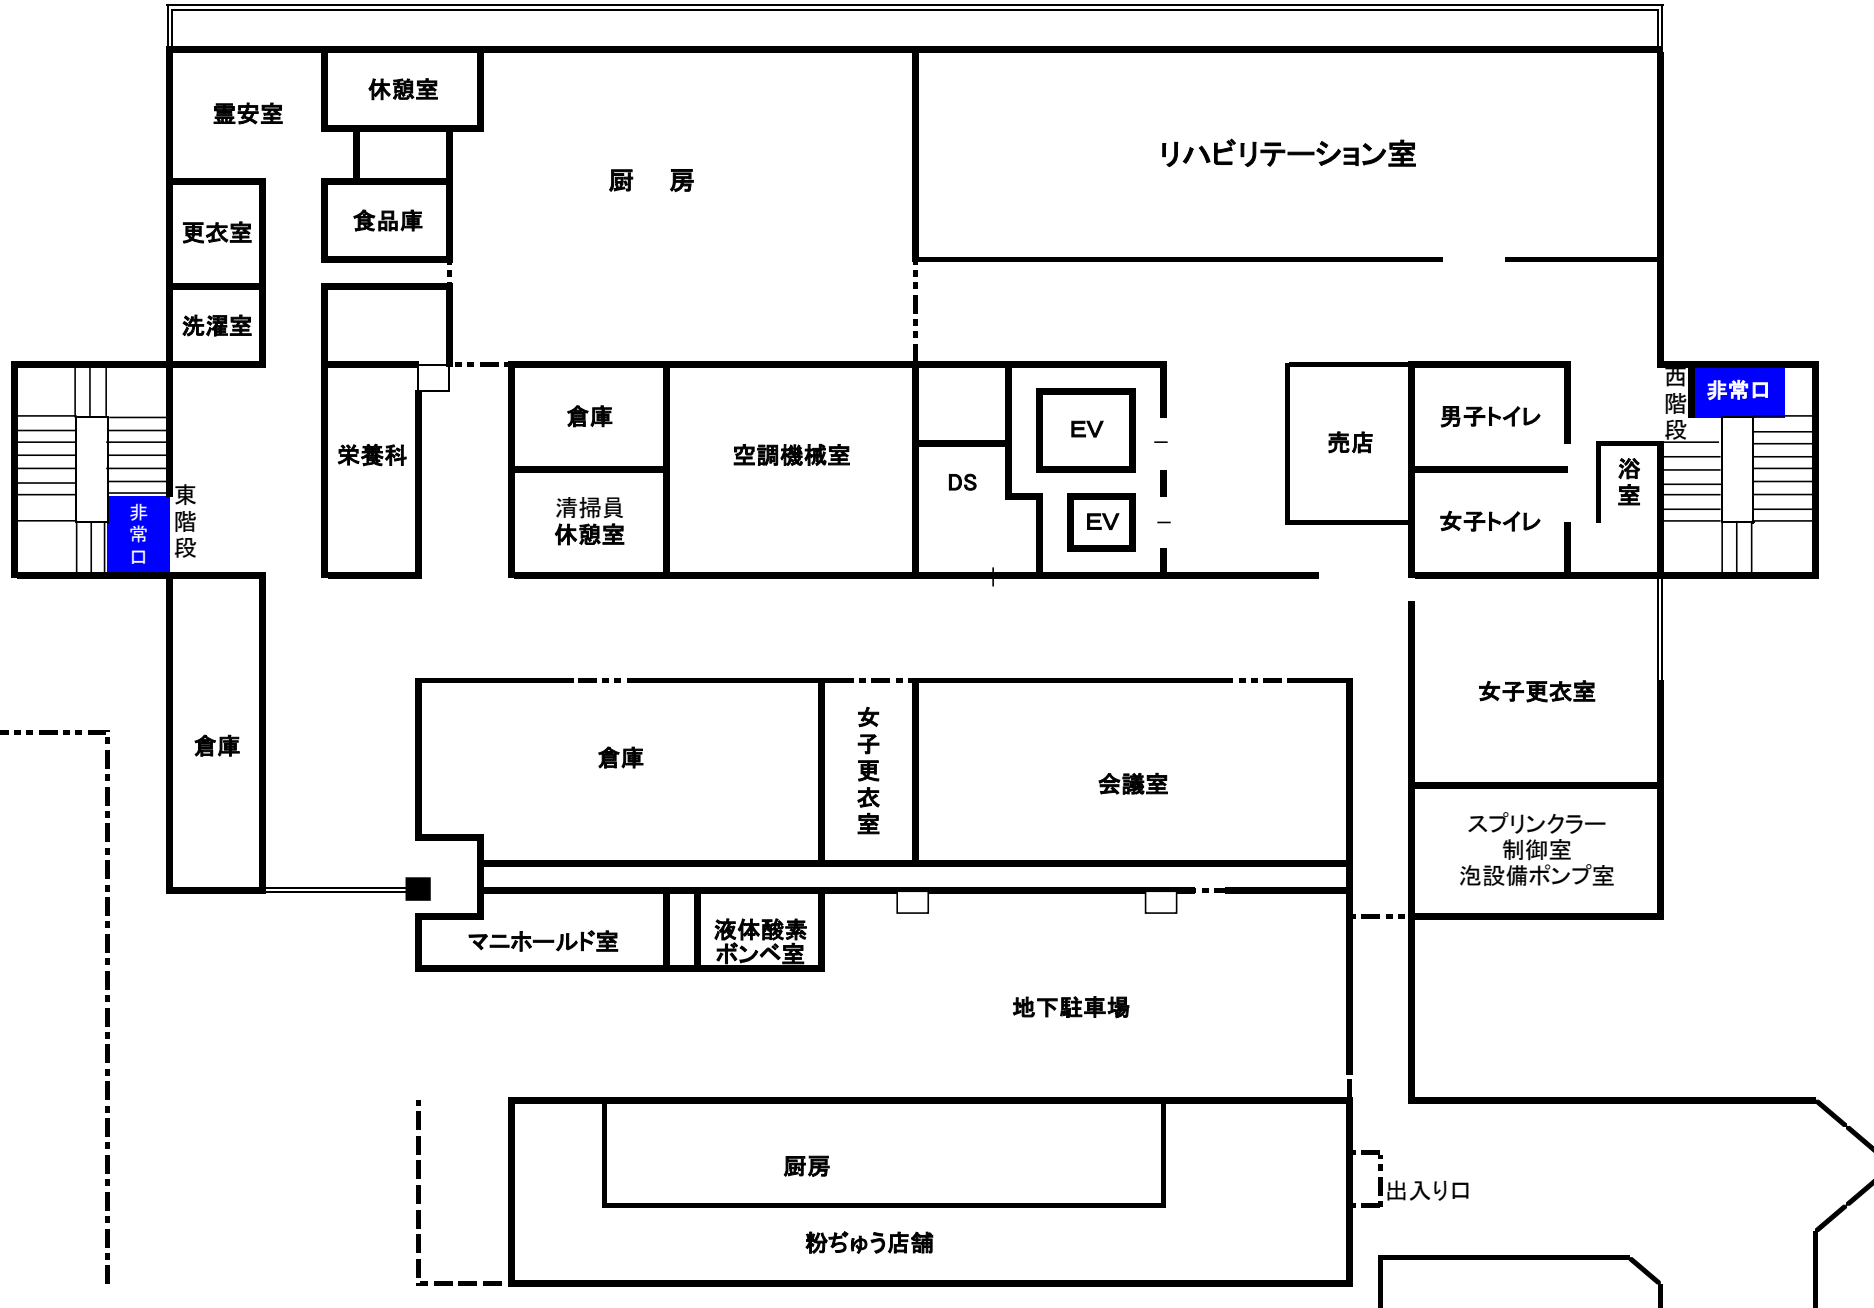 休憩室
霊安室
リハビリテーション室
厨　房
食品庫
更衣室
洗濯室
西階段
非常口
倉庫
男子トイレ
EV
売店
栄養科
空調機械室
浴室
DS
東階段
非常口
清掃員
休憩室
EV
女子トイレ
女子更衣室
倉庫
倉庫
女子更衣室
会議室
スプリンクラー
制御室
泡設備ポンプ室
マニホールド室
液体酸素
ボンベ室
地下駐車場
厨房
出入り口
粉ぢゅう店舗